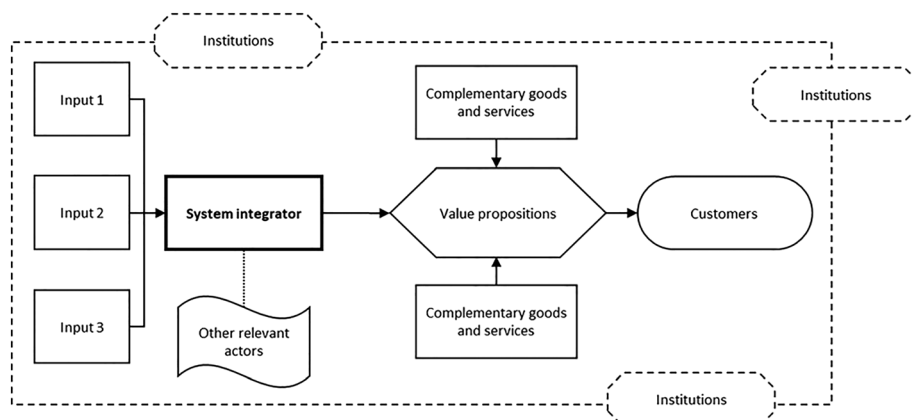 Institutions
Input 1
Complementary goods
and services
Institutions
Input 2
System integrator
Value propositions
Customers
Input 3
Other relevant
actors
Complementary goods
and services
Institutions